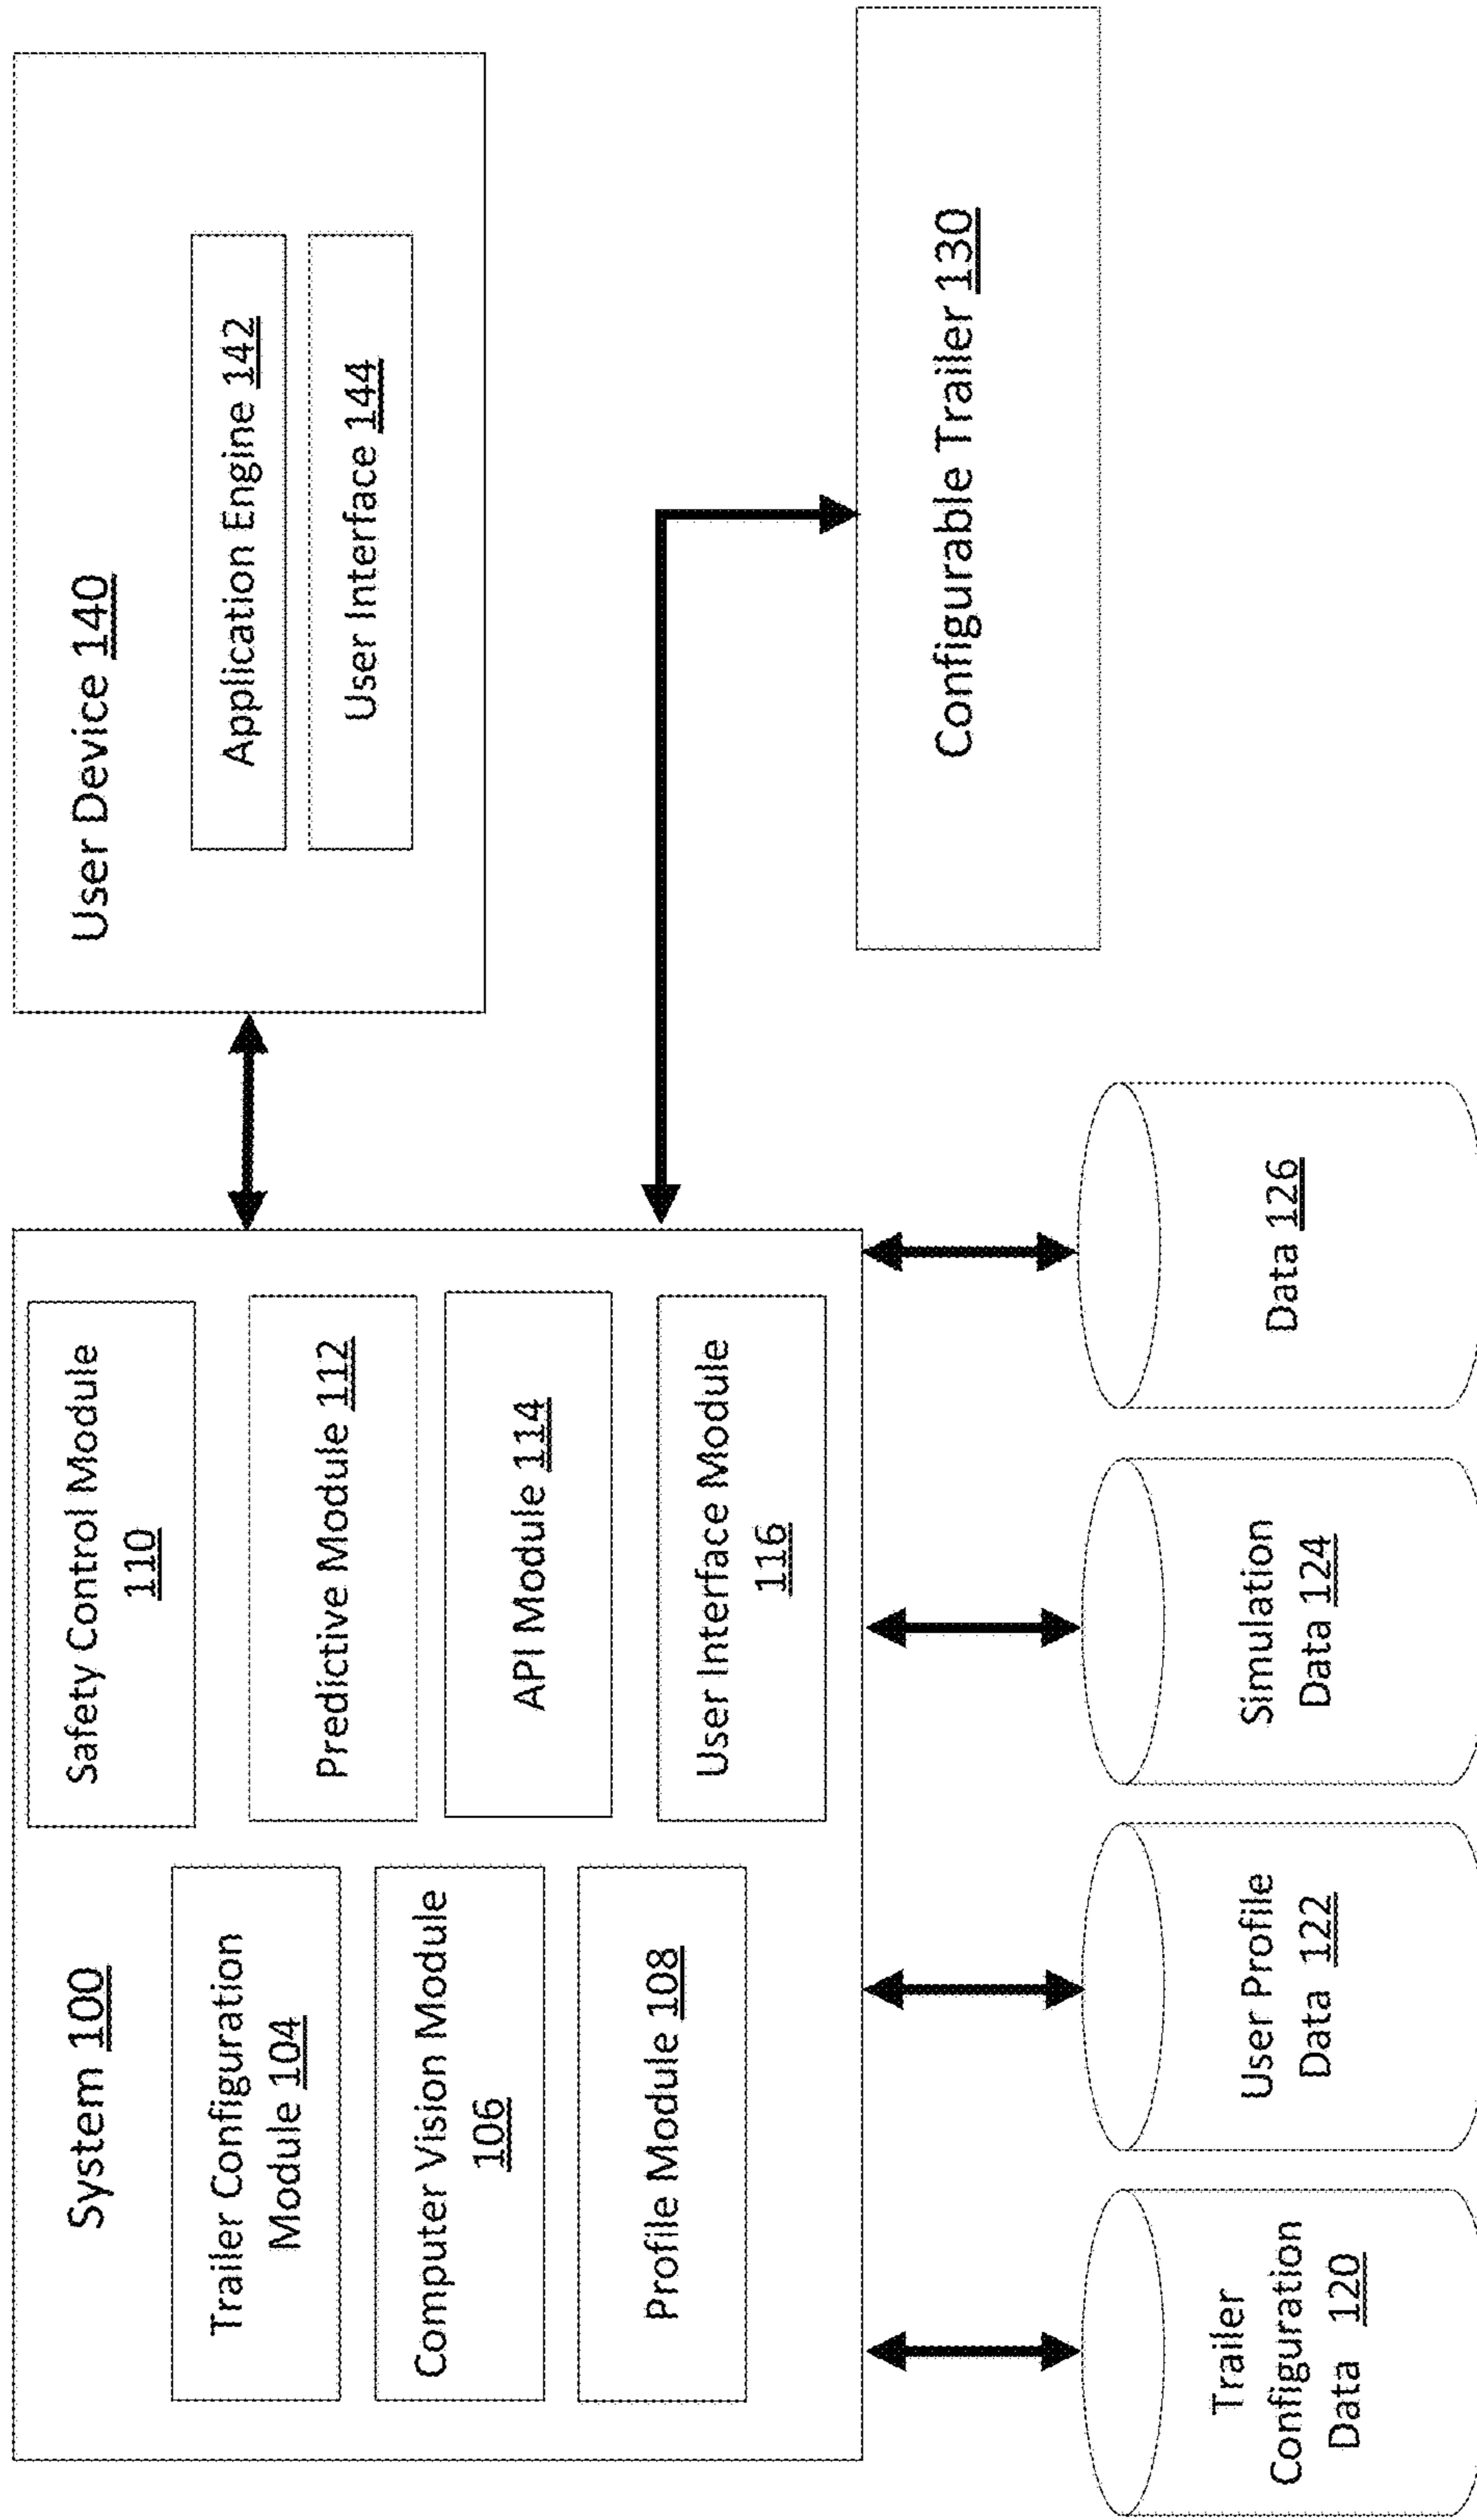 System 100
Trailer Configuration
Module 104
Computer Vision Module
106
Profile Module 108
Safety Control Module
110
Predictive Module 112
API Module 114
User Interface Module
116
User Device 140
Application Engine 142
User Interface 144
Configurable Trailer 130
Trailer
Configuration
Data 120
User Profile
Data 122
Simulation
Data 124
Data 126